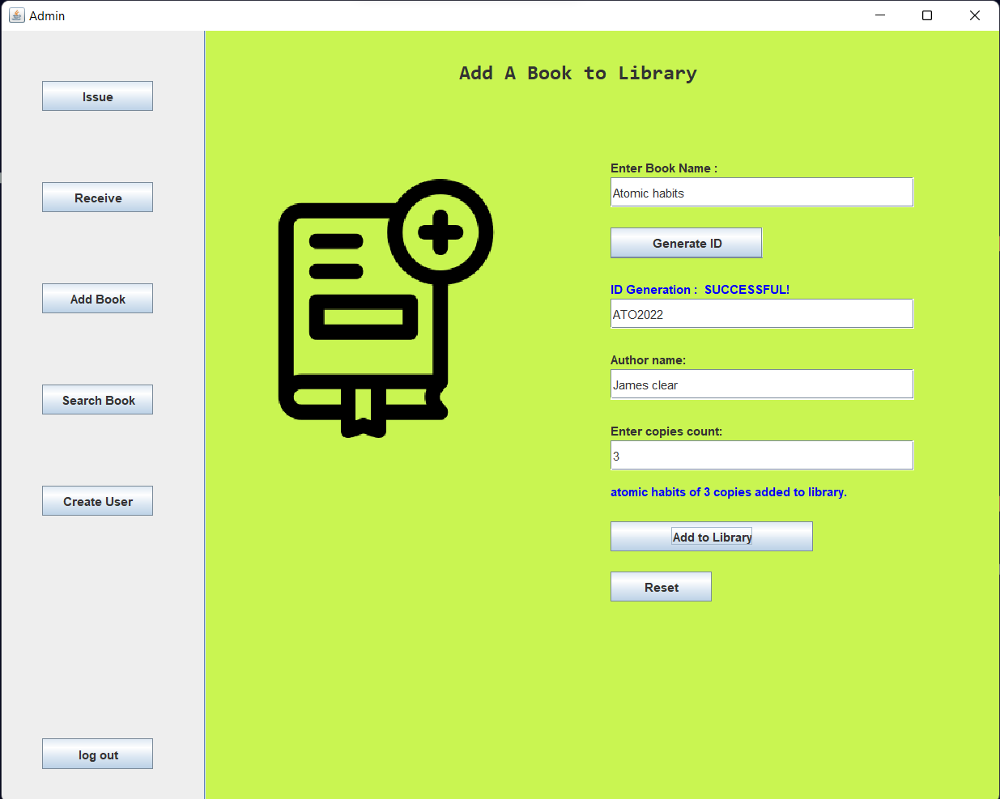 Admin
Issue
Receive
Add Book
Search Book
Create User
log out
Add A Book to Library
Enter Book Name :
Atomic habits
Generate ID
ID Generation :  SUCCESSFUL!
ATO2022
Author name:
James clear
Enter copies count:
3
atomic habits of 3 copies added to library.
Add to Library
Reset